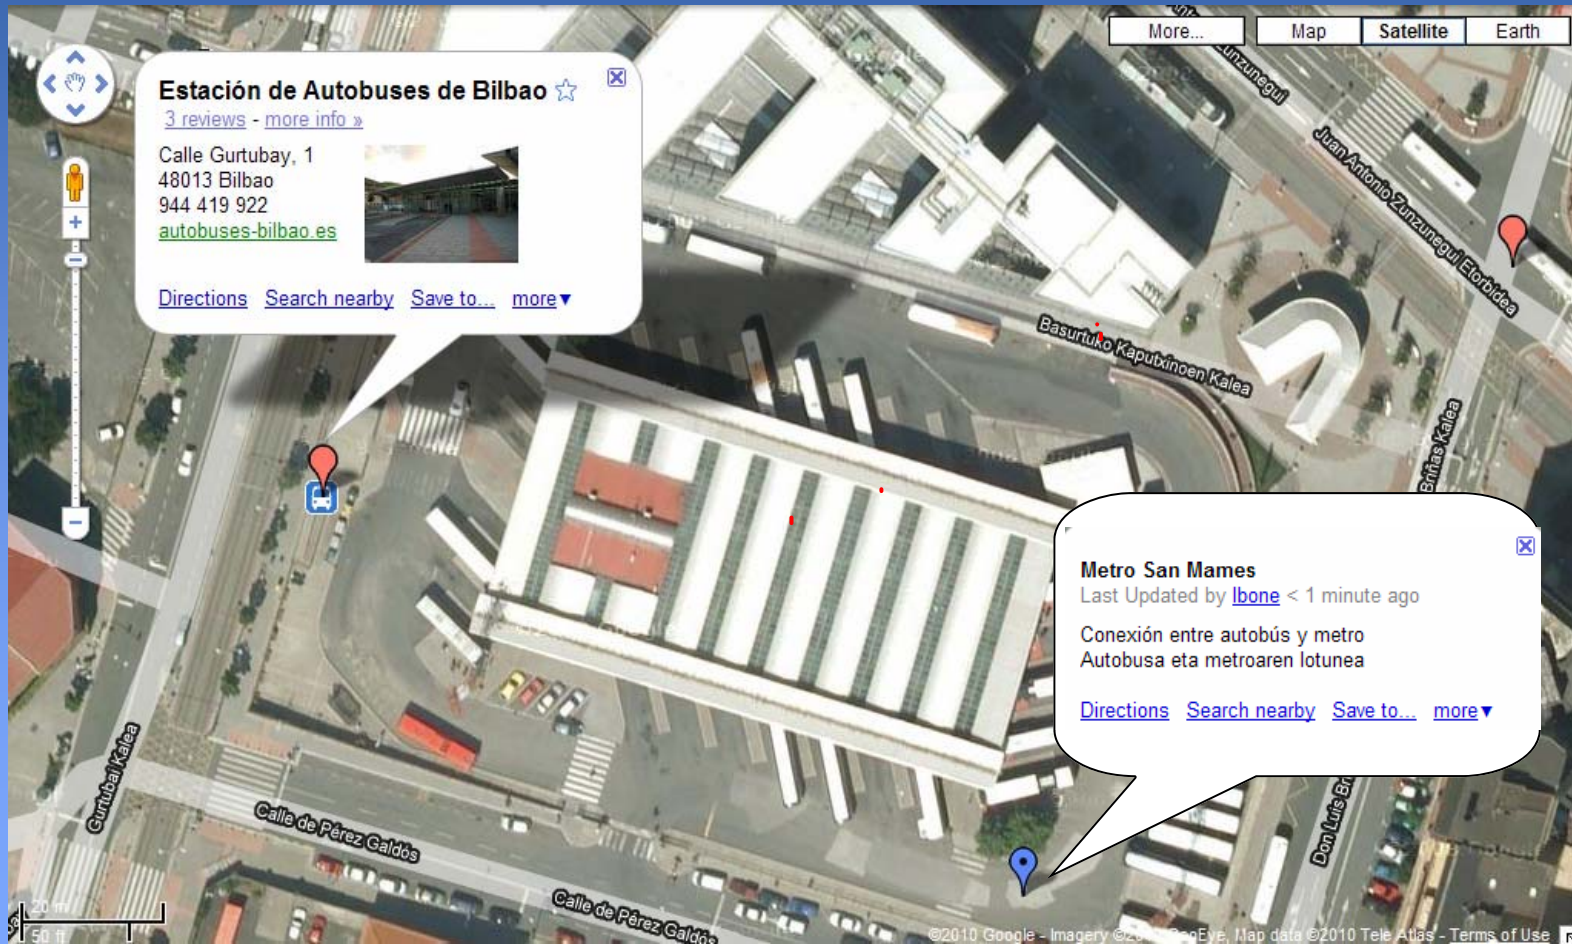 More...
Map
Satellite
Earth
Estación de Autobuses de Bilbao
3 reviews - more info »
Calle Gurtubay, 1
48013 Bilbao
944 419 922
autobuses-bilbao.es
Directions Search nearby Save to... more▼
Zunzunegui
Juan Antonio Zunzunegui Etorbidea
Basurtuko Kaputxinoen Kalea
Briñas Kalea
Metro San Mames
Last Updated by Ibone < 1 minute ago
Conexión entre autobús y metro
Autobusa eta metroaren lotunea
Directions Search nearby Save to... more▼
Gurtubai Kalea
Calle de Pérez Galdós
Don Luis
Calle de Pérez Galdós
20 m
50 ft
©2010 Google - Imagery GeoEye, Map data ©2010 Tele Atlas - Terms of Use